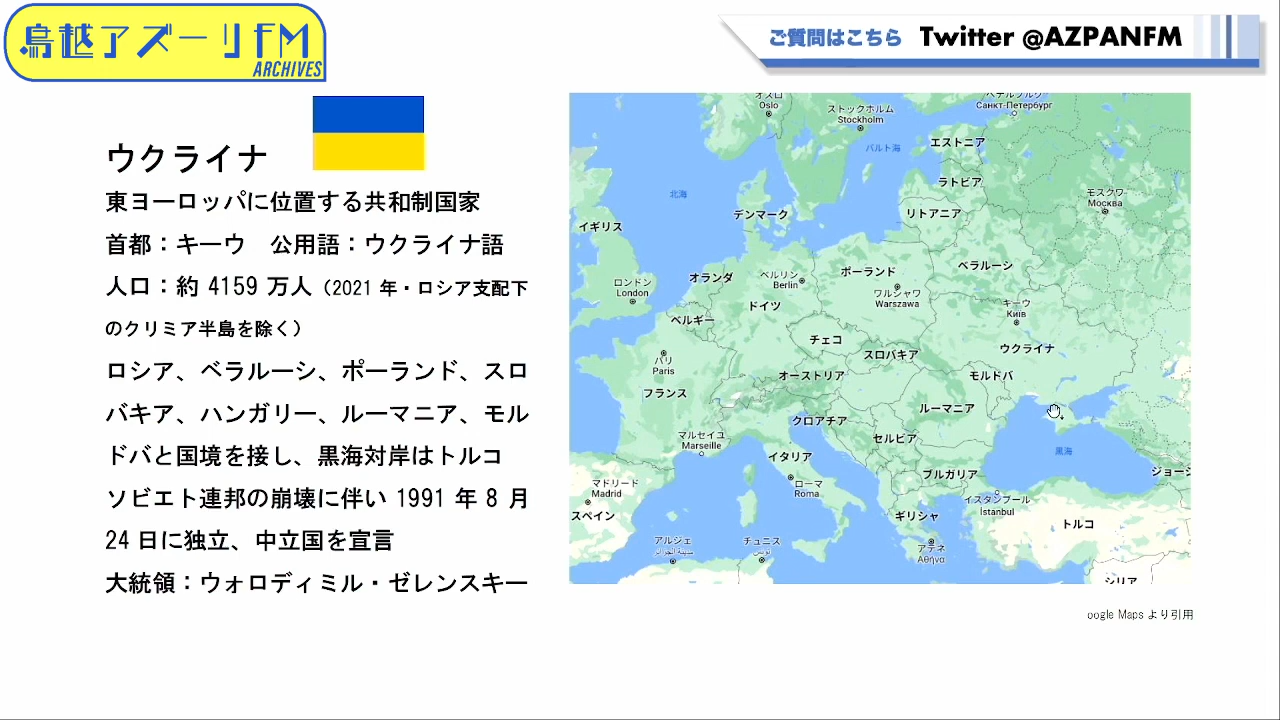 鳥越アズーリFM
ARCHIVES
ご質問はこちら Twitter @AZPANFM
ウクライナ
東ヨーロッパに位置する共和制国家
首都：キーウ　公用語：ウクライナ語
人口：約 4159 万人（2021 年・ロシア支配下
のクリミア半島を除く）
ロシア、ベラルーシ、ポーランド、スロ
バキア、ハンガリー、ルーマニア、モル
ドバと国境を接し、黒海対岸はトルコ
ソビエト連邦の崩壊に伴い 1991 年 8 月
24 日に独立、中立国を宣言
大統領：ウォロディミル・ゼレンスキー
オスロ
Oslo
ストックホルム
Stockholm
Санкт-Петербург
エストニア
バルト海
ラトビア
モスクワ
Москва
北海
デンマーク
リトアニア
イギリス
ベラルーシ
ポーランド
オランダ
ベルリン
Berlin
ロンドン
London
ワルシャワ
Warszawa
キーウ
Київ
ドイツ
ベルギー
チェコ
ウクライナ
スロバキア
パリ
Paris
オーストリア
モルドバ
フランス
ルーマニア
クロアチア
マルセイユ
Marseille
セルビア
黒海
イタリア
ブルガリア
ジョージ
マドリード
Madrid
ローマ
Roma
イスタンブール
İstanbul
スペイン
ギリシャ
トルコ
アルジェ
チュニス
تونس
アテネ
Αθήνα
シリア
oogle Maps より引用